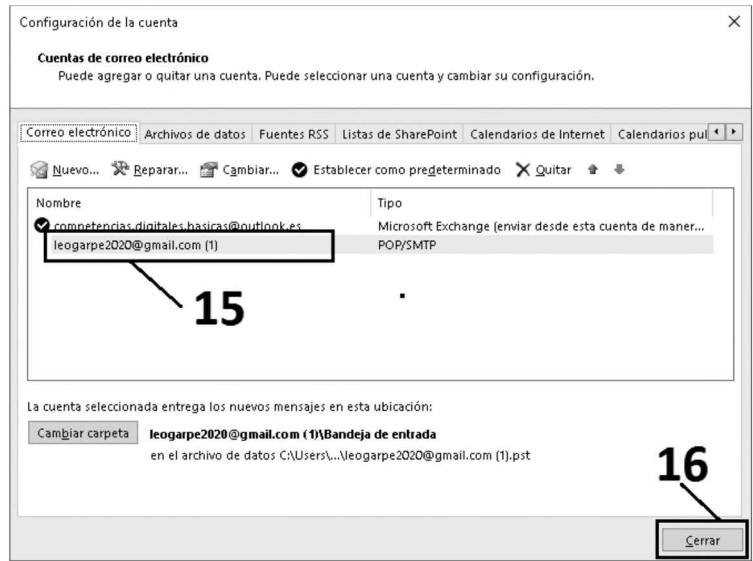 Configuración de la cuenta
Cuentas de correo electrónico
Puede agregar o quitar una cuenta. Puede seleccionar una cuenta y cambiar su configuración.
Correo electrónico Archivos de datos Fuentes RSS Listas de SharePoint Calendarios de Internet Calendarios pul
Nuevo... Reparar... Cambiar... Establecer como predeterminado Quitar
Nombre Tipo
competencias.digitales.basicas@outlook.es Microsoft Exchange (enviar desde esta cuenta de maner...
leogarpe2020@gmail.com (1) POP/SMTP
15
La cuenta seleccionada entrega los nuevos mensajes en esta ubicación:
Cambiar carpeta leogarpe2020@gmail.com (1)\Bandeja de entrada
en el archivo de datos C:\Users\...\leogarpe2020@gmail.com (1).pst
16
Cerrar